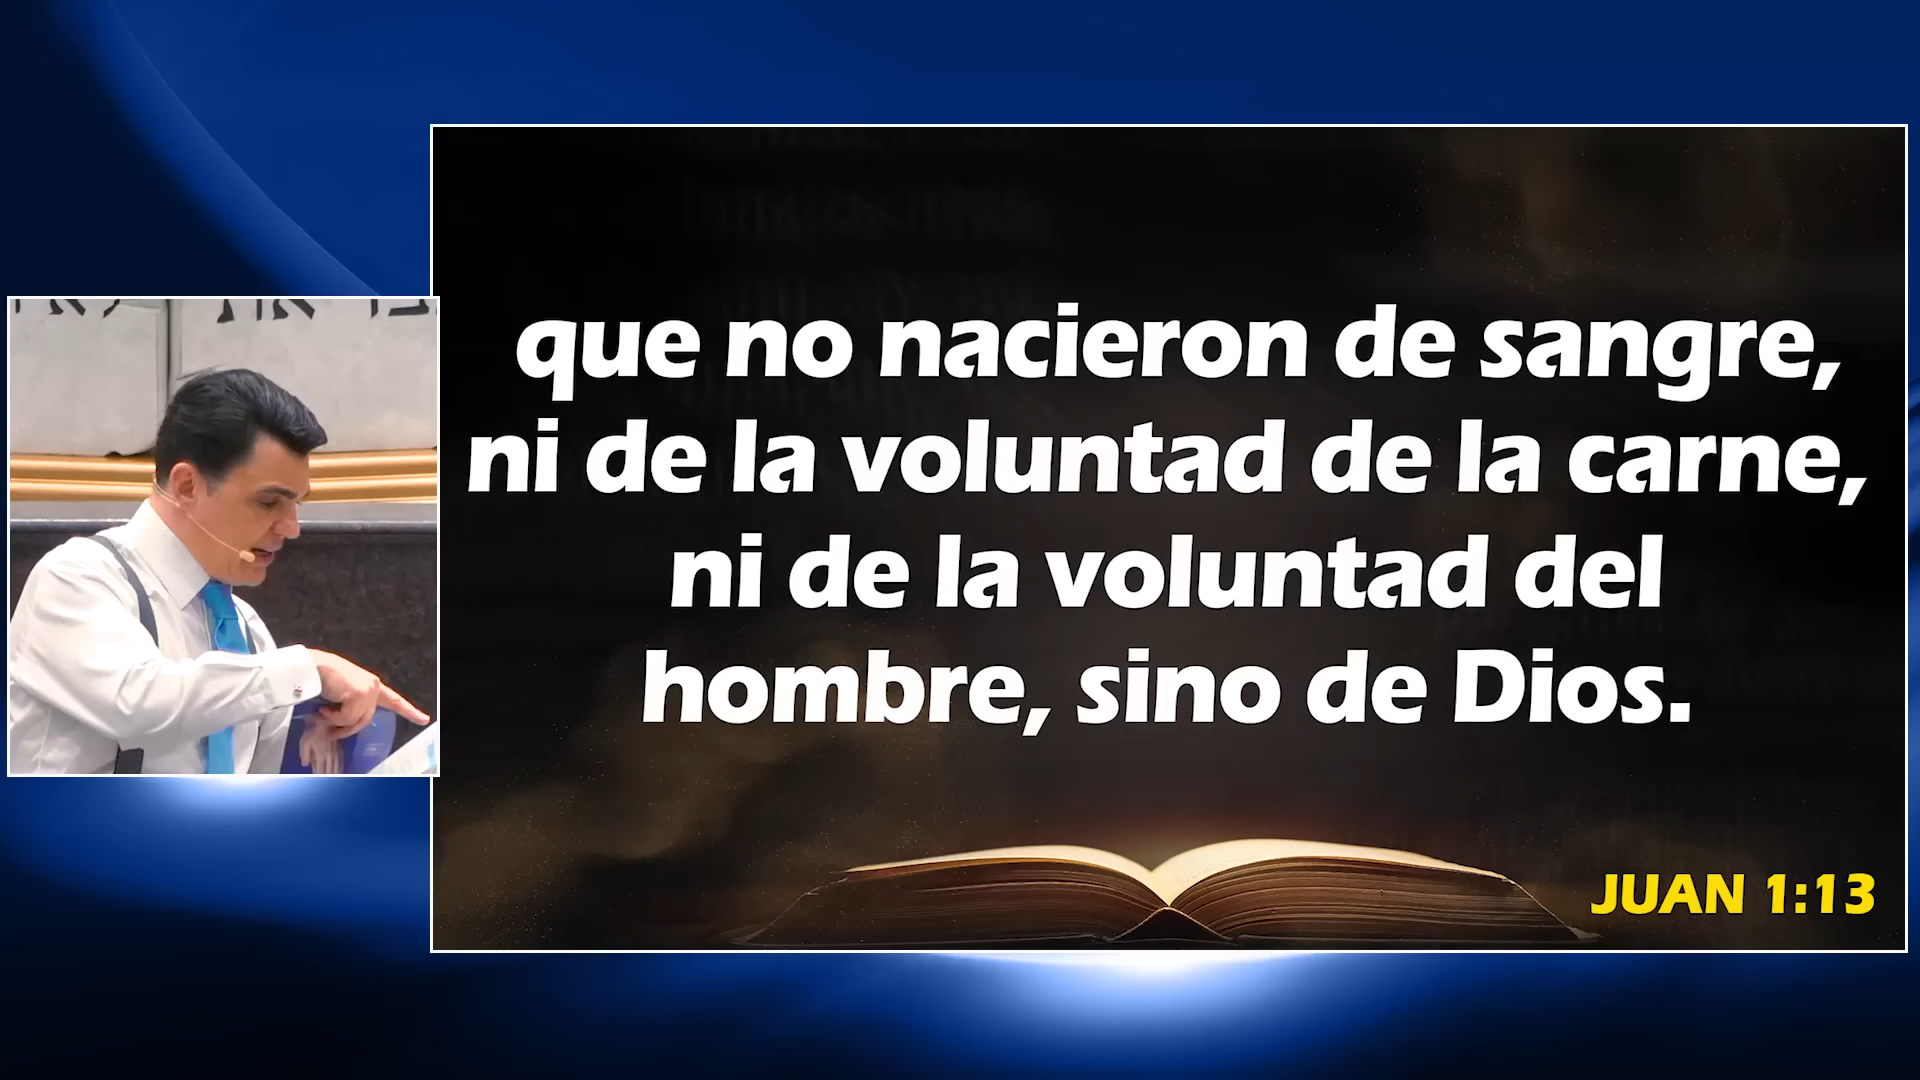 que no nacieron de sangre,
ni de la voluntad de la carne,
ni de la voluntad del
hombre, sino de Dios.
JUAN 1:13